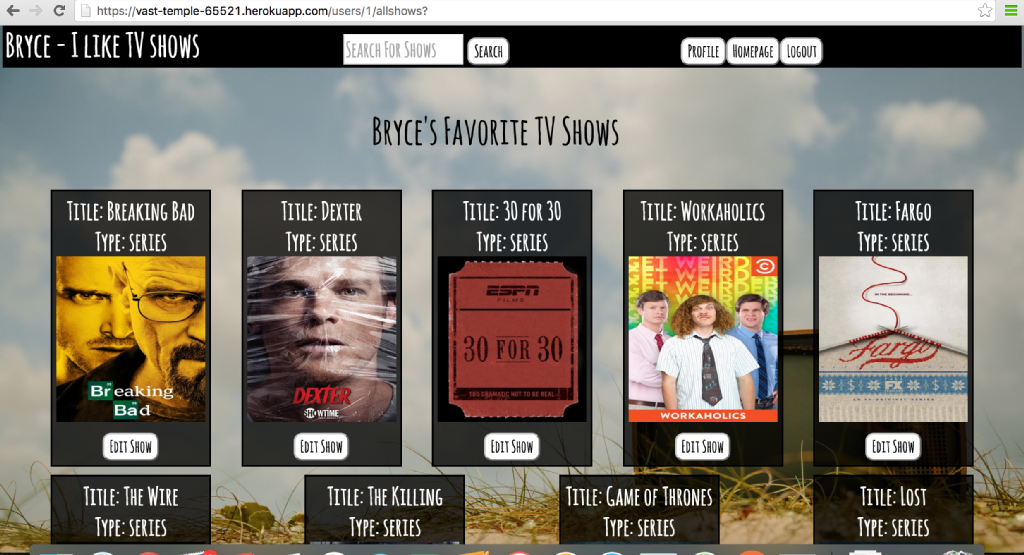 https://vast-temple-65521.herokuapp.com/users/1/allshows?
Bryce - I like TV shows
Search For Shows
Search
Profile
Homepage
Logout
Bryce's Favorite TV Shows
Title: Breaking Bad
Type: series
Breaking
Bad
Edit Show
Title: Dexter
Type: series
DEXTER
SHOWTIME
Edit Show
Title: 30 for 30
Type: series
ESPN
FILMS
30 FOR 30
TOO DRAMATIC NOT TO BE REAL
Edit Show
Title: Workaholics
Type: series
GET WEIRDER
WORKAHOLICS
Edit Show
Title: Fargo
Type: series
IN THE BEGINNING...
Fargo
FX
Edit Show
Title: The Wire
Type: series
Title: The Killing
Type: series
Title: Game of Thrones
Type: series
Title: Lost
Type: series